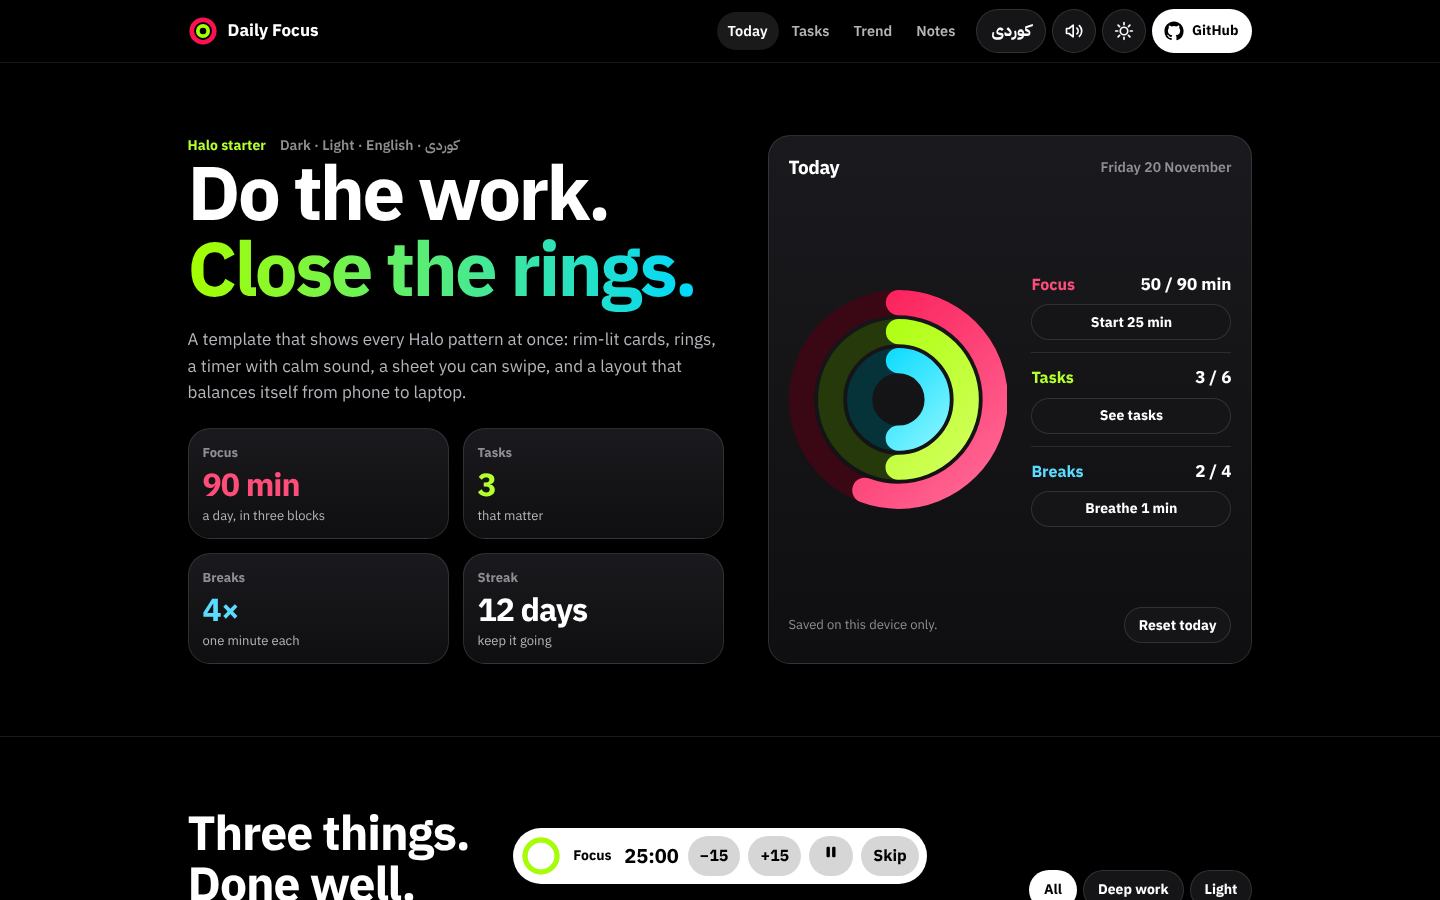 Daily Focus
Today
Tasks
Trend
Notes
کوردی
GitHub
Halo starter
Dark · Light · English · کوردی
Do the work.
Close the rings.
A template that shows every Halo pattern at once: rim-lit cards, rings,
a timer with calm sound, a sheet you can swipe, and a layout that
balances itself from phone to laptop.
Focus
90 min
a day, in three blocks
Tasks
3
that matter
Breaks
4×
one minute each
Streak
12 days
keep it going
Today
Friday 20 November
Focus
50 / 90 min
Start 25 min
Tasks
3 / 6
See tasks
Breaks
2 / 4
Breathe 1 min
Saved on this device only.
Reset today
Three things.
Done well.
Focus
25:00
−15
+15
Skip
All
Deep work
Light